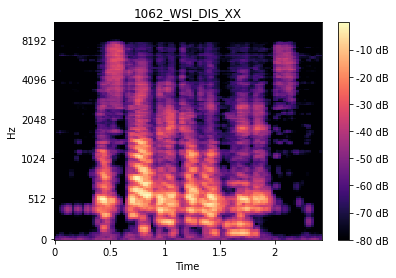 1062_WSI_DIS_XX
8192
4096
2048
1024
512
0
Hz
0
0.5
1
1.5
2
Time
-10 dB
-20 dB
-30 dB
-40 dB
-50 dB
-60 dB
-70 dB
-80 dB